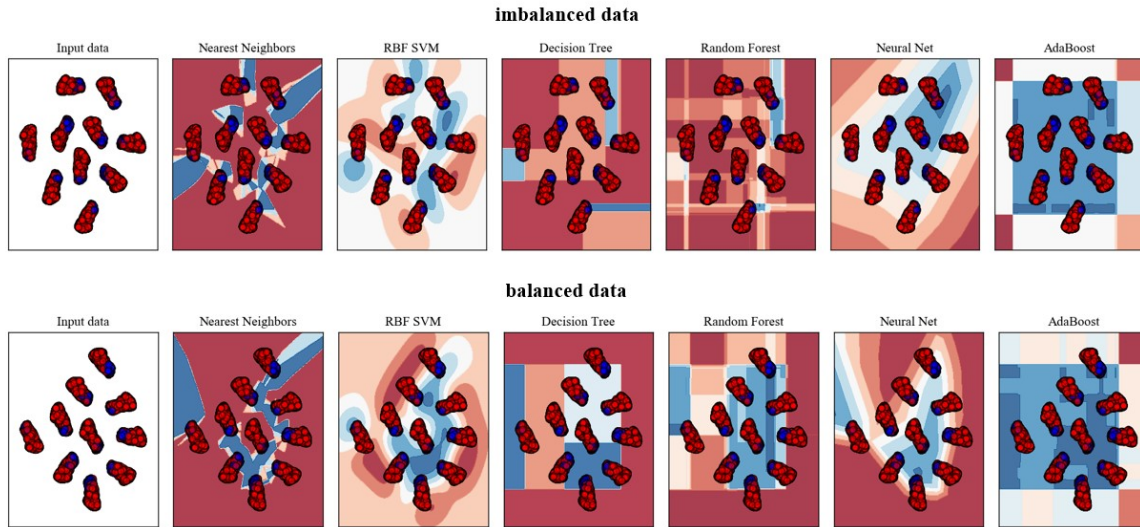 imbalanced data
Input data Nearest Neighbors RBF SVM Decision Tree Random Forest Neural Net AdaBoost
balanced data
Input data Nearest Neighbors RBF SVM Decision Tree Random Forest Neural Net AdaBoost